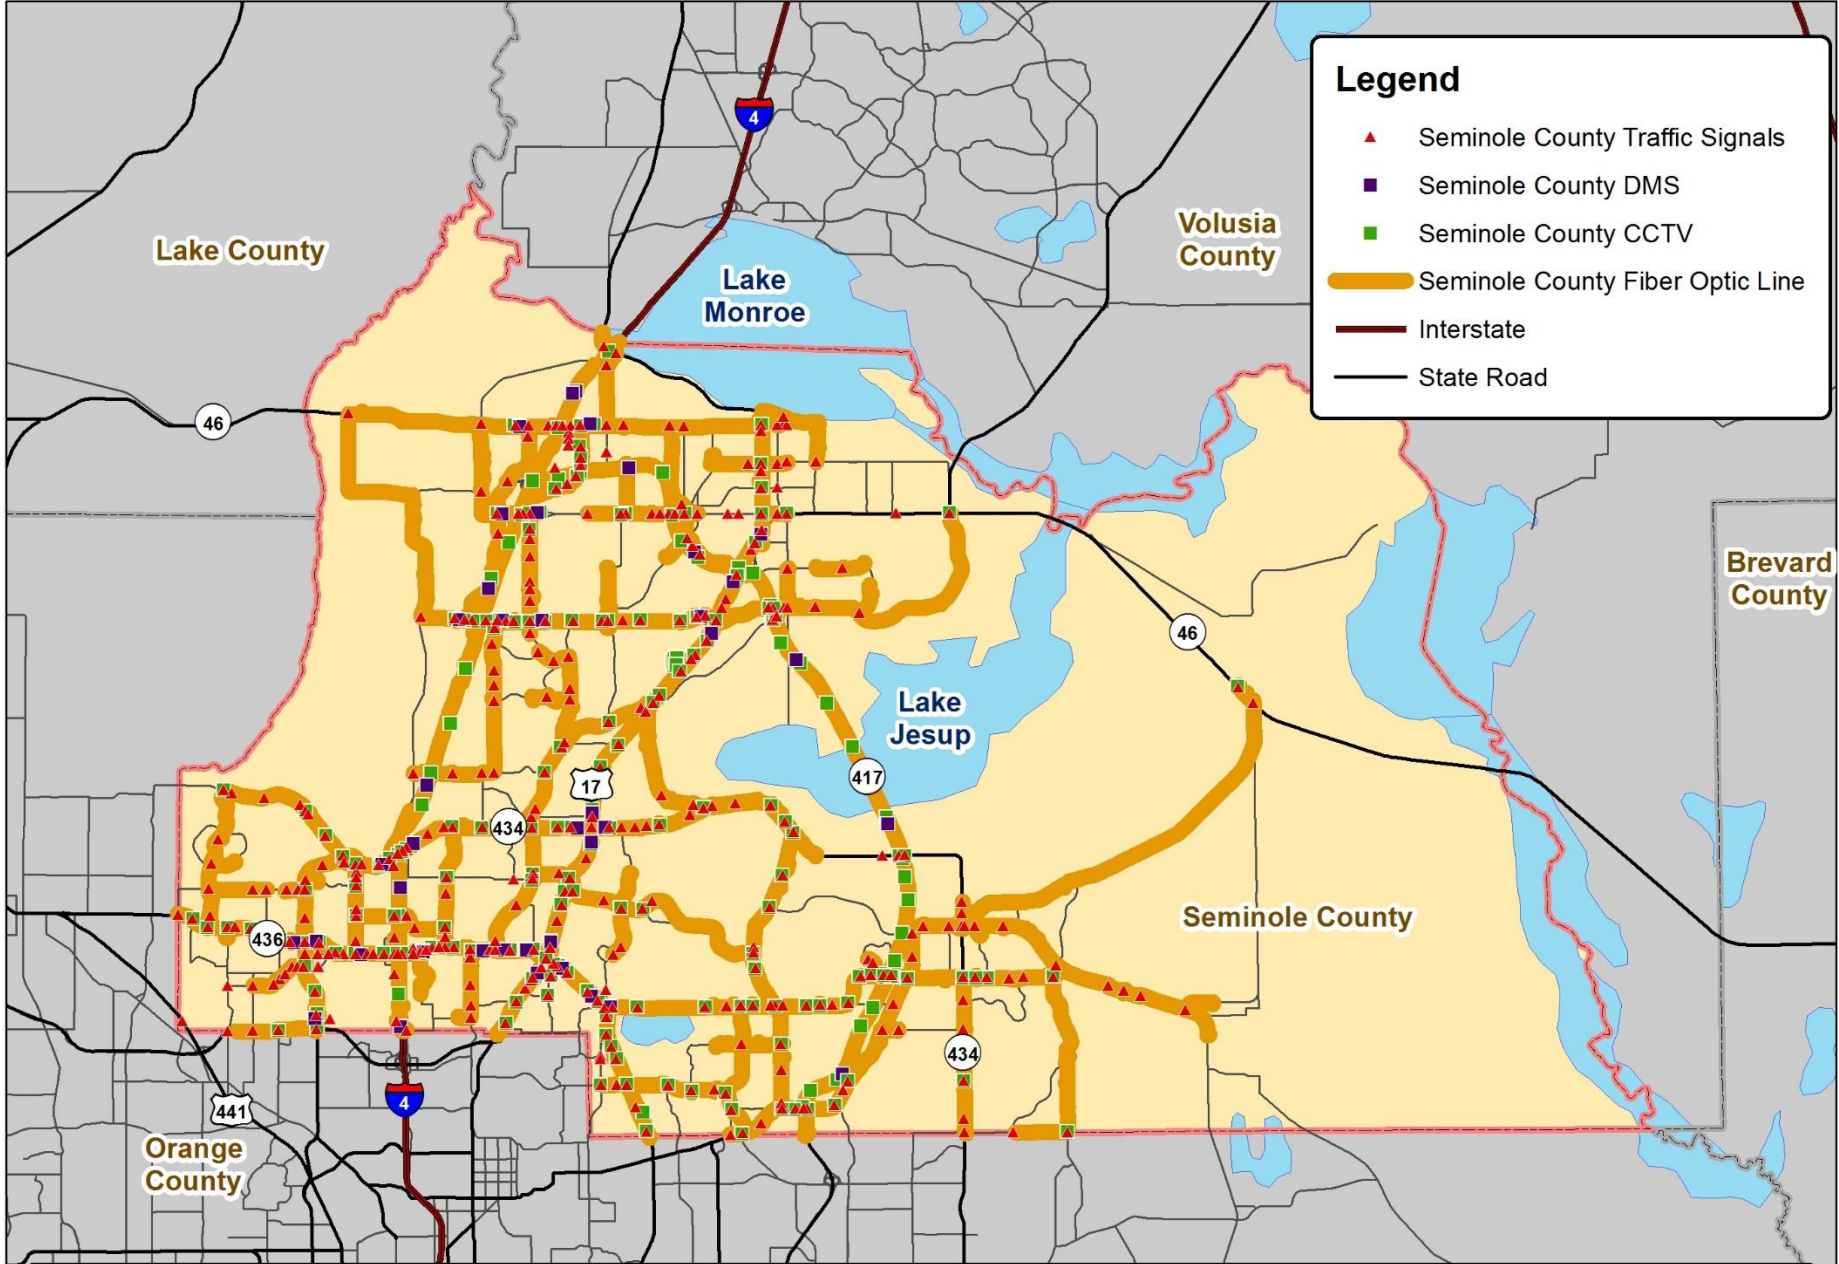 Legend
Seminole County Traffic Signals
Seminole County DMS
Seminole County CCTV
Seminole County Fiber Optic Line
Interstate
State Road
4
Lake County
Volusia
County
Lake
Monroe
46
Brevard
County
46
Lake
Jesup
17
417
434
Seminole County
436
434
4
441
Orange
County